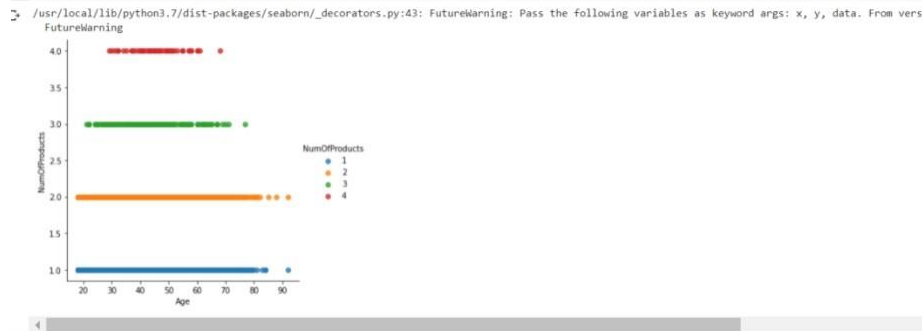 /usr/local/lib/python3.7/dist-packages/seaborn/_decorators.py:43: FutureWarning: Pass the following variables as keyword args: x, y, data. From vers
FutureWarning
4.0
3.5
3.0
2.5
2.0
1.5
1.0
NumOfProducts
20 30 40 50 60 70 80 90
Age
NumOfProducts
1
2
3
4